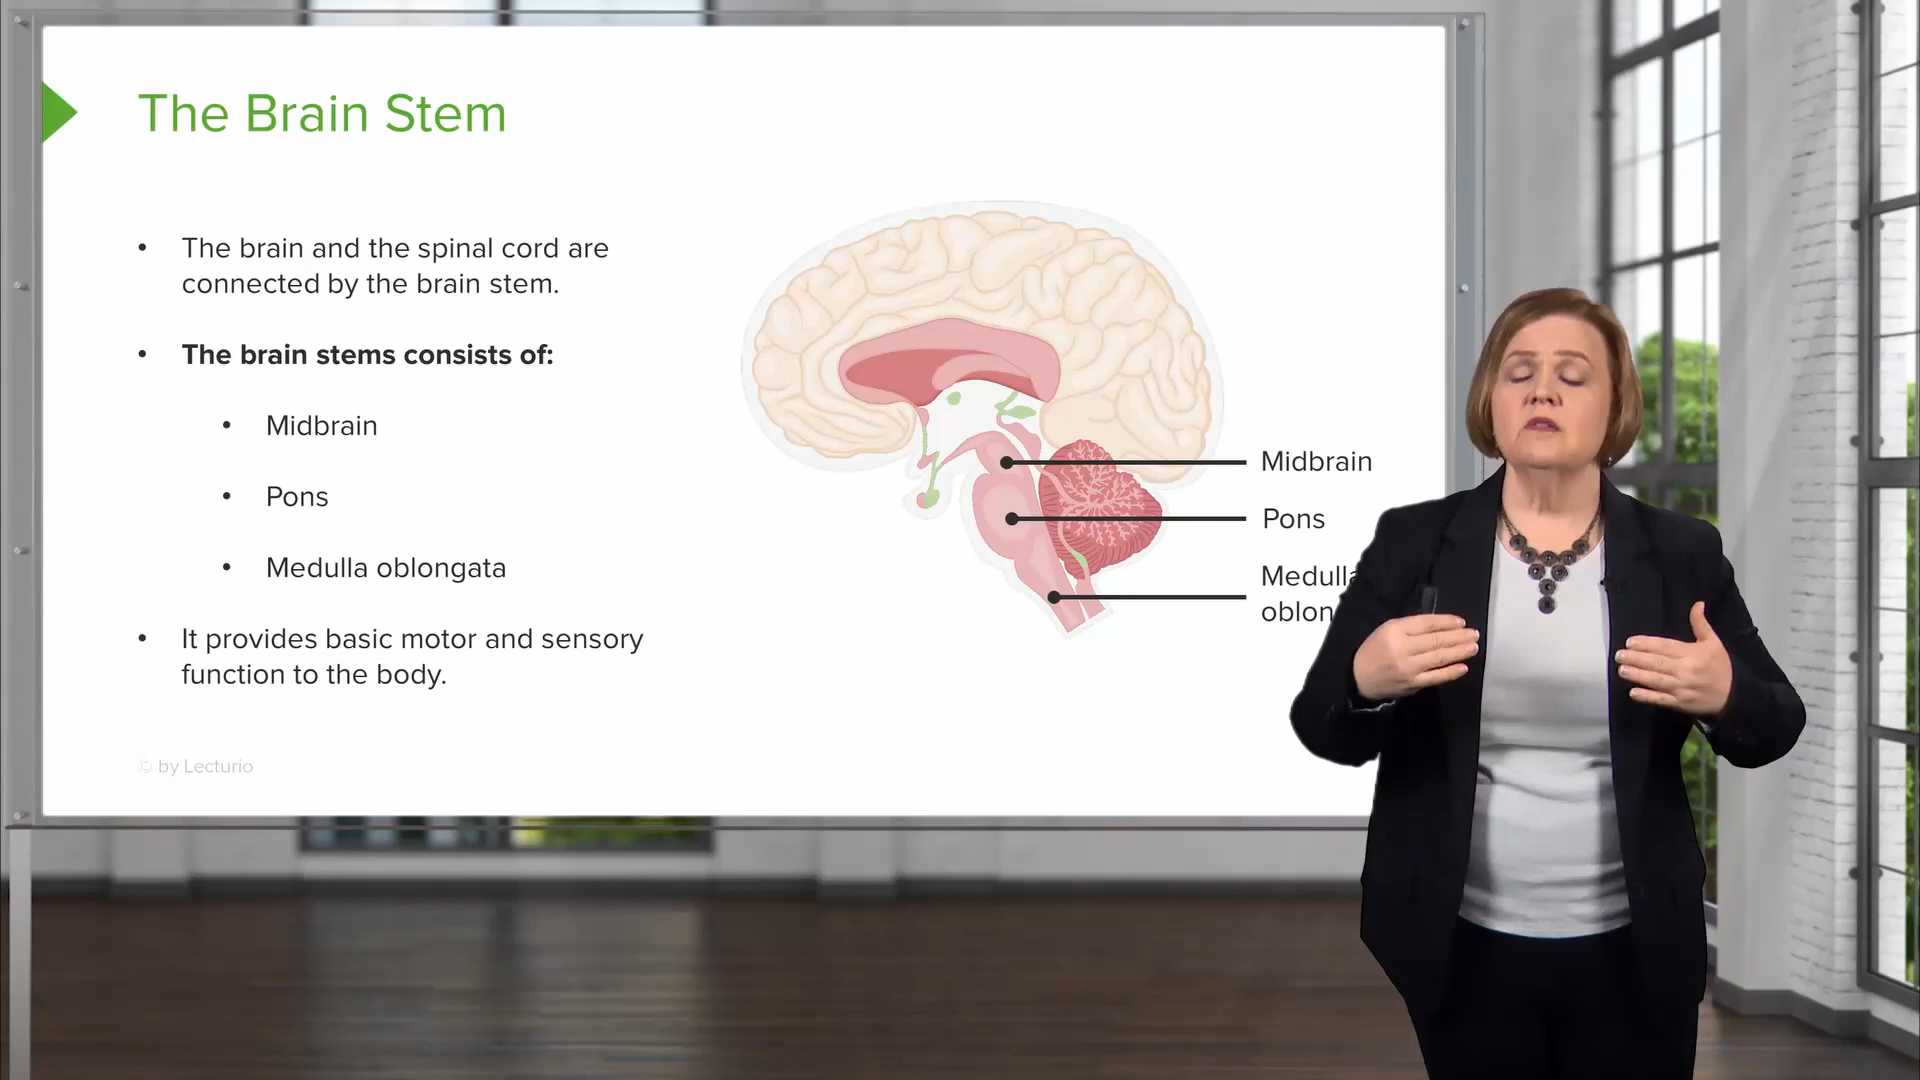 The Brain Stem
• The brain and the spinal cord are
connected by the brain stem.
• The brain stems consists of:
• Midbrain
• Pons
• Medulla oblongata
• It provides basic motor and sensory
function to the body.
Midbrain
Pons
Medulla
oblon
© by Lecturio